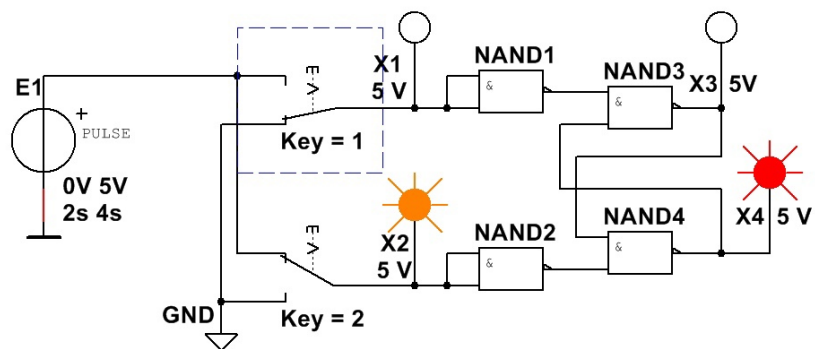 E1
+
PULSE
0V 5V
2s 4s
GND
Key = 1
Key = 2
X1
5 V
X2
5 V
NAND1
&
NAND2
&
NAND3
&
NAND4
&
X3 5V
X4 5 V